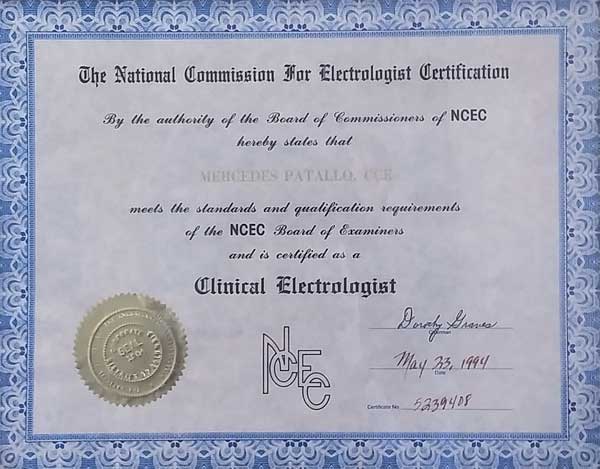 The National Commission For Electrologist Certification
By the authority of the Board of Commissioners of NCEC
hereby states that
MERCEDES PATALLO, CCE
meets the standards and qualification requirements
of the NCEC Board of Examiners
and is certified as a
Clinical Electrologist
Dorothy Graves
Chairman
NCEC
May 23, 1994
Date
Certificate No. 5239408